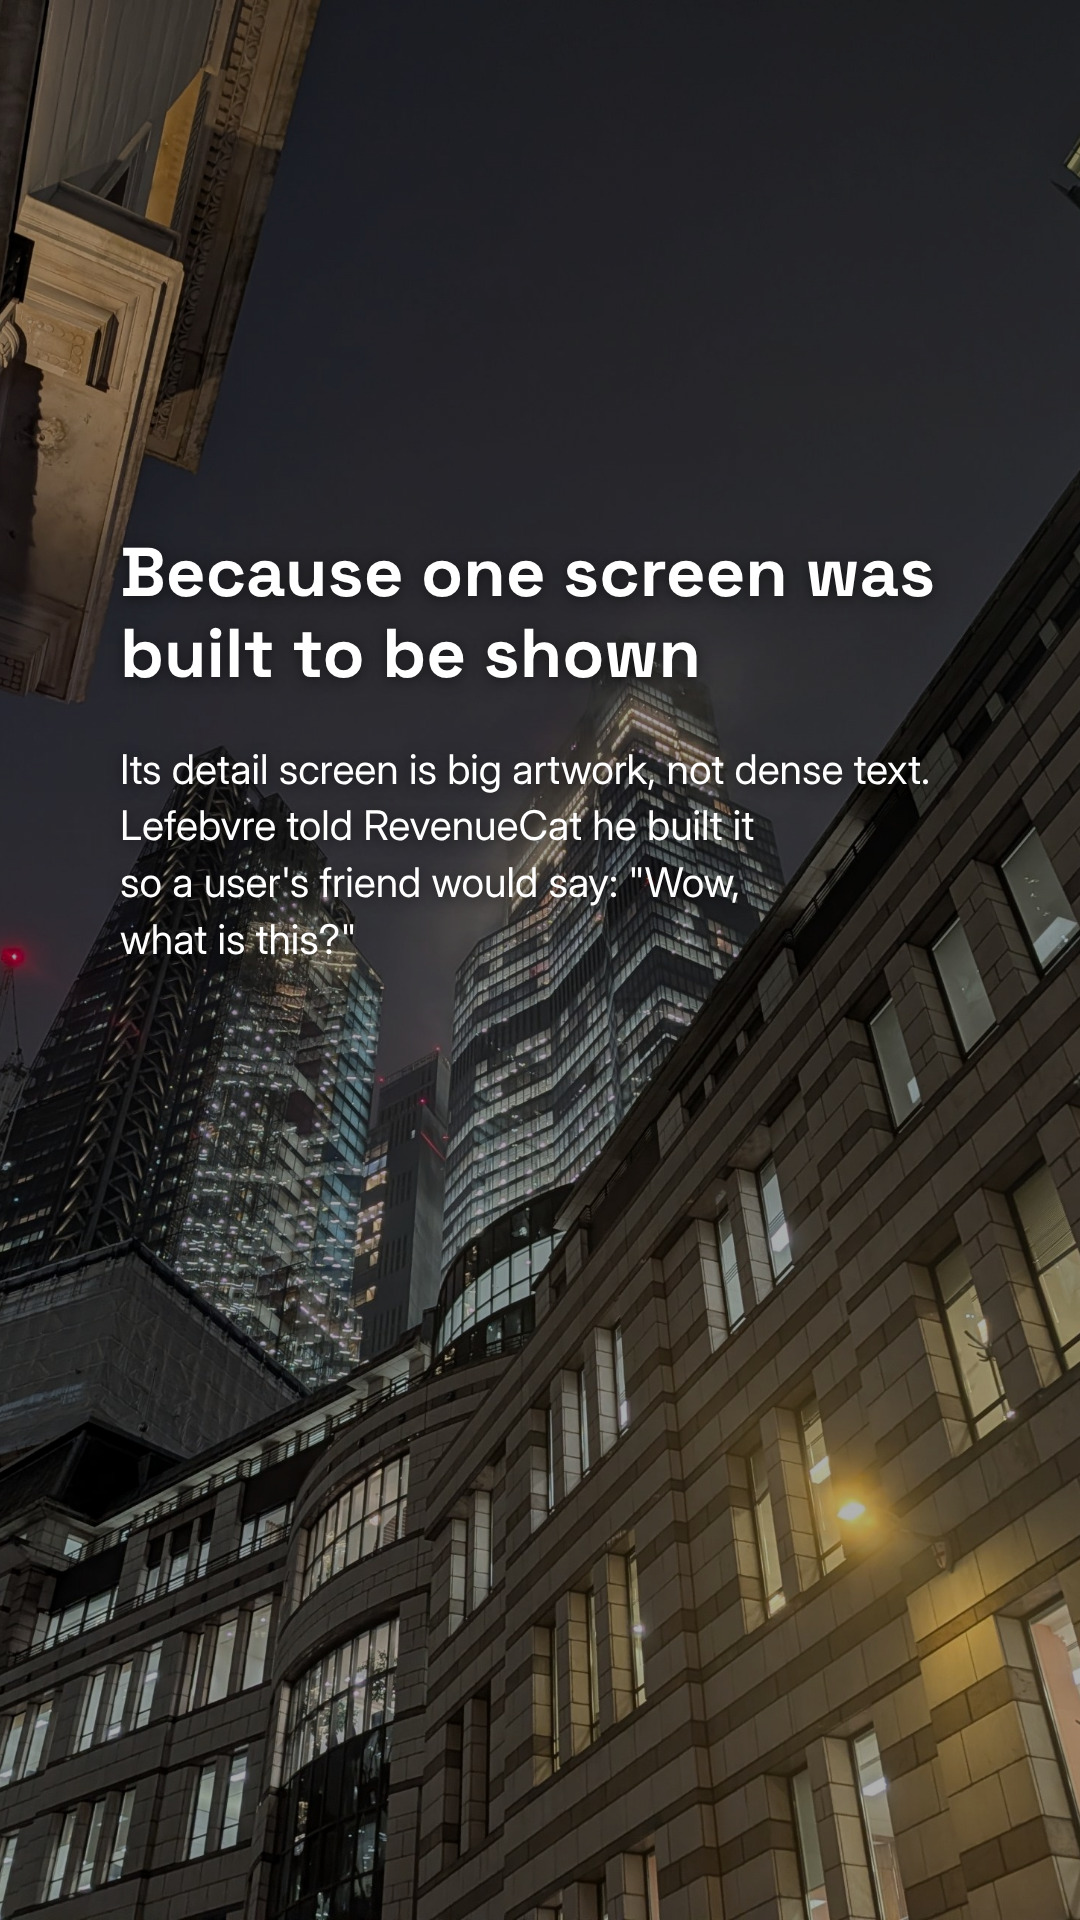 Because one screen was
built to be shown
Its detail screen is big artwork, not dense text.
Lefebvre told RevenueCat he built it
so a user's friend would say: "Wow,
what is this?"